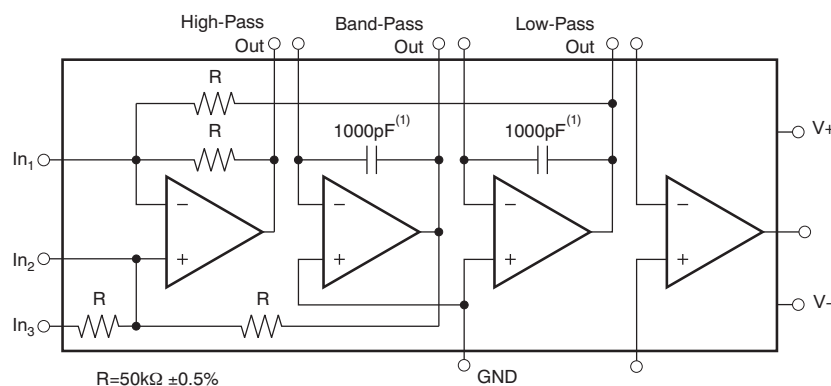 High-Pass
Out
Band-Pass
Out
Low-Pass
Out
R
R
1000pF(1)
1000pF(1)
V+
In1
In2
In3
R
R
−
+
−
+
−
+
−
+
V−
GND
R=50kΩ ±0.5%